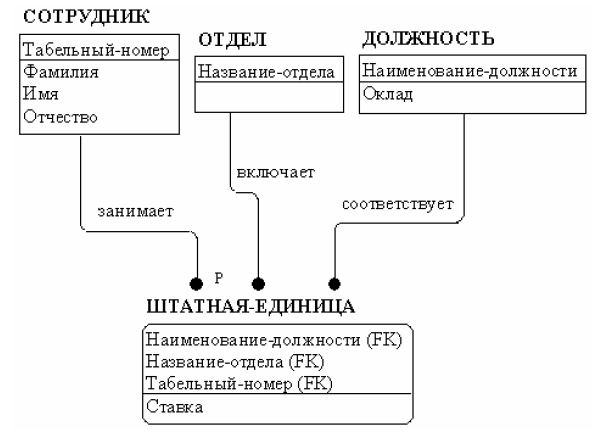 СОТРУДНИК
Табельный-номер
Фамилия
Имя
Отчество
ОТДЕЛ
Название-отдела
ДОЛЖНОСТЬ
Наименование-должности
Оклад
занимает
включает
соответствует
P
ШТАТНАЯ-ЕДИНИЦА
Наименование-должности (FK)
Название-отдела (FK)
Табельный-номер (FK)
Ставка